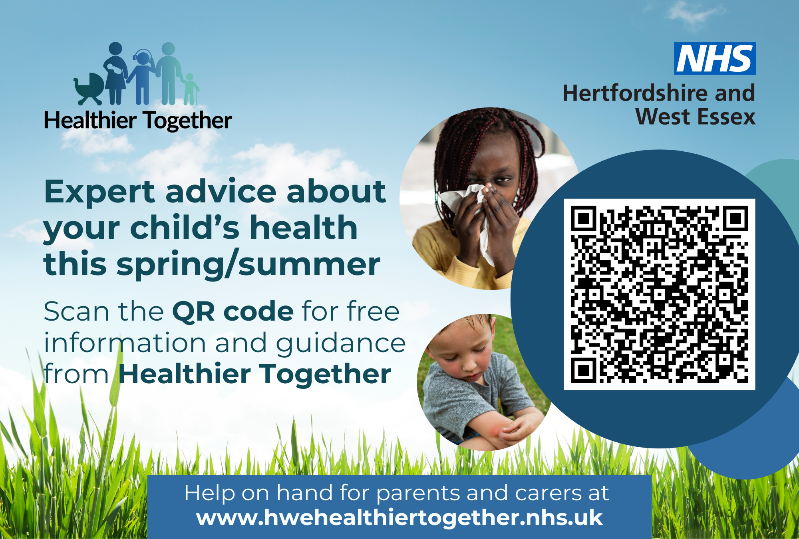 Healthier Together
NHS
Hertfordshire and
West Essex
Expert advice about
your child's health
this spring/summer
Scan the QR code for free
information and guidance
from Healthier Together
Help on hand for parents and carers at
www.hwehealthiertogether.nhs.uk